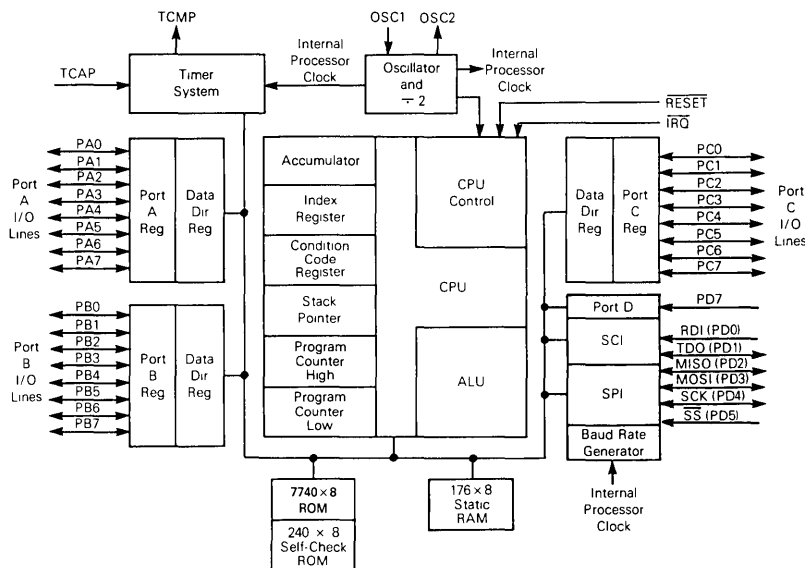 TCMP
OSC1
OSC2
TCAP
Timer
System
Internal
Processor
Clock
Oscillator
and
÷ 2
Internal
Processor
Clock
RESET
IRQ
Port
A
I/O
Lines
PA0
PA1
PA2
PA3
PA4
PA5
PA6
PA7
Port
A
Reg
Data
Dir
Reg
Accumulator
Index
Register
Condition
Code
Register
Stack
Pointer
Program
Counter
High
Program
Counter
Low
CPU
Control
CPU
ALU
Data
Dir
Reg
Port
C
Reg
PC0
PC1
PC2
PC3
PC4
PC5
PC6
PC7
Port
C
I/O
Lines
Port
B
I/O
Lines
PB0
PB1
PB2
PB3
PB4
PB5
PB6
PB7
Port
B
Reg
Data
Dir
Reg
Port D
SCI
SPI
Baud Rate
Generator
PD7
RDI (PD0)
TDO (PD1)
MISO (PD2)
MOSI (PD3)
SCK (PD4)
SS (PD5)
Internal
Processor
Clock
7740 × 8
ROM
240 × 8
Self-Check
ROM
176 × 8
Static
RAM